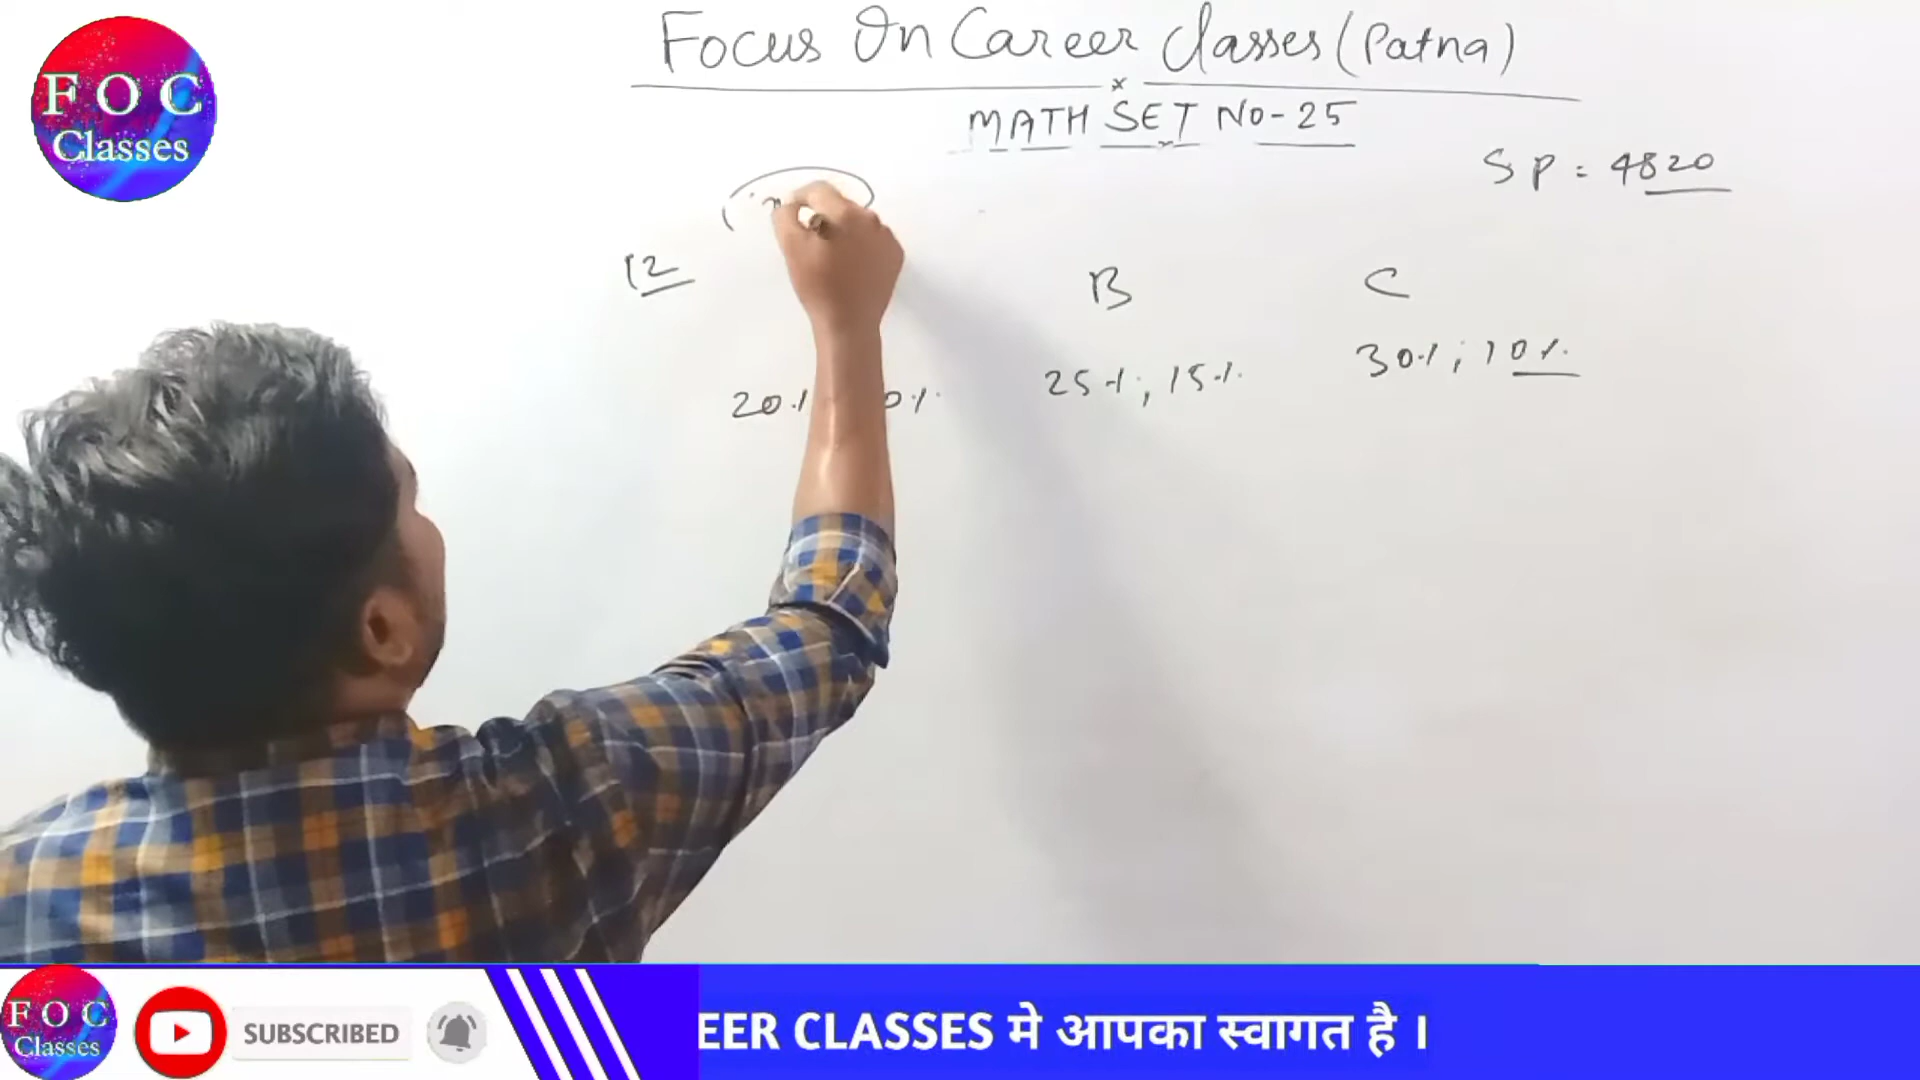 F O C
Classes
Focus On Career Classes (Patna)
MATH SET NO-25
SP = 4820
12
B
C
20%
0%
25%, 15%
30%, 10%
F O C
Classes
SUBSCRIBED
EER CLASSES मे आपका स्वागत है ।